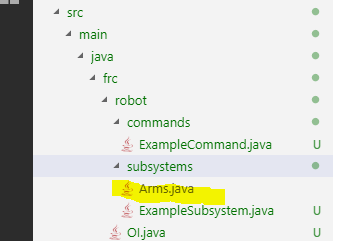 src
main
java
frc
robot
commands
ExampleCommand.java U
subsystems
Arms.java
ExampleSubsystem.java U
OI.java U